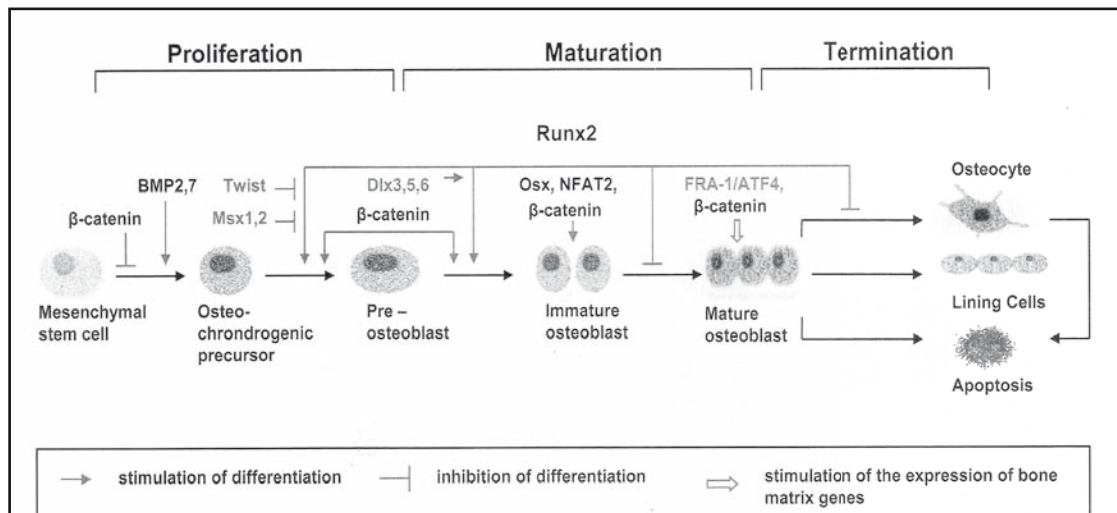 Proliferation
Maturation
Termination
Runx2
Osteocyte
BMP2,7
Twist
Dlx3,5,6
Osx, NFAT2,
FRA-1/ATF4,
β-catenin
Msx1,2
β-catenin
β-catenin
β-catenin
Mesenchymal
stem cell
Osteo-
chrondrogenic
precursor
Pre –
osteoblast
Immature
osteoblast
Mature
osteoblast
Lining Cells
Apoptosis
stimulation of differentiation
inhibition of differentiation
stimulation of the expression of bone
matrix genes